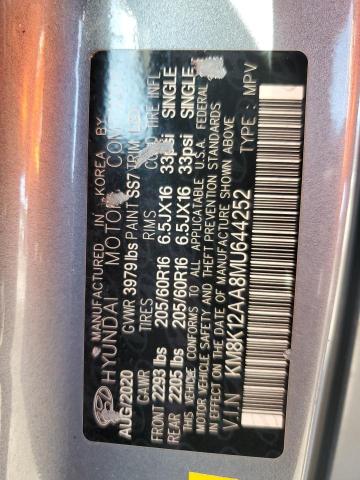 MANUFACTURED IN KOREA BY
HYUNDAI MOTOR COMPANY
AUG/2020 GVWR 3979 lbs PAINT SS7 TRIM
GAWR TIRES RIMS COLD TIRE INFL
FRONT 2293 lbs 205/60R16 6.5JX16 33psi SINGLE
REAR 2205 lbs 205/60R16 6.5JX16 33psi SINGLE
THIS VEHICLE CONFORMS TO ALL APPLICABLE U.S.A. FEDERAL
MOTOR VEHICLE SAFETY AND THEFT PREVENTION STANDARDS
IN EFFECT ON THE DATE OF MANUFACTURE SHOWN ABOVE
V.I.N KM8K12AA8MU644252 TYPE : MPV